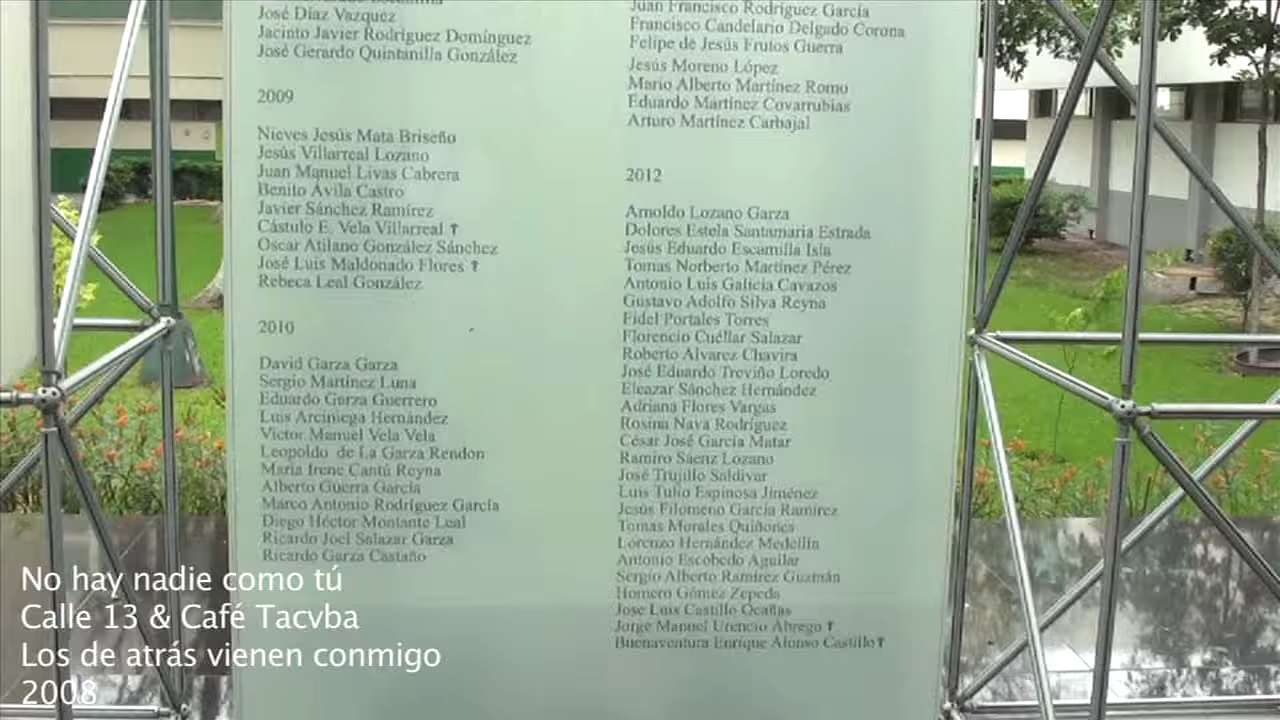 José Díaz Vazquez
Jacinto Javier Rodríguez Domínguez
José Gerardo Quintanilla González
2009
Nieves Jesús Mata Briseño
Jesús Villarreal Lozano
Juan Manuel Livas Cabrera
Benito Ávila Castro
Javier Sánchez Ramírez
Cástulo E. Vela Villarreal †
Oscar Atilano González Sánchez
José Luis Maldonado Flores †
Rebeca Leal González
2010
David Garza Garza
Sergio Martínez Luna
Eduardo Garza Guerrero
Luis Arciniega Hernández
Víctor Manuel Vela Vela
Leopoldo de La Garza Rendon
María Irene Cantú Reyna
Alberto Guerra García
Marco Antonio Rodríguez García
Diego Héctor Montante Leal
Ricardo Joel Salazar Garza
Ricardo Garza Castaño
Juan Francisco Rodríguez García
Francisco Candelario Delgado Corona
Felipe de Jesús Frutos Guerra
Jesús Moreno López
Mario Alberto Martínez Romo
Eduardo Martínez Covarrubias
Arturo Martínez Carbajal
2012
Arnoldo Lozano Garza
Dolores Estela Santamaría Estrada
Jesús Eduardo Escamilla Isla
Tomas Norberto Martínez Pérez
Antonio Luis Galicia Cavazos
Gustavo Adolfo Silva Reyna
Fidel Portales Torres
Florencio Cuéllar Salazar
Roberto Alvarez Chavira
José Eduardo Treviño Loredo
Eleazar Sánchez Hernández
Adriana Flores Vargas
Rosina Nava Rodríguez
César José García Matar
Ramiro Sáenz Lozano
José Trujillo Saldívar
Luis Tulio Espinosa Jiménez
Jesús Filomeno García Ramírez
Tomas Morales Quiñones
Lorenzo Hernández Medellín
Antonio Escobedo Aguilar
Sergio Alberto Ramírez Guzmán
Homero Gómez Zepeda
Jose Luis Castillo Ocañas
Jorge Manuel Urencio Abrego †
Buenaventura Enrique Alonso Castillo †
No hay nadie como tú
Calle 13 & Café Tacvba
Los de atrás vienen conmigo
2008